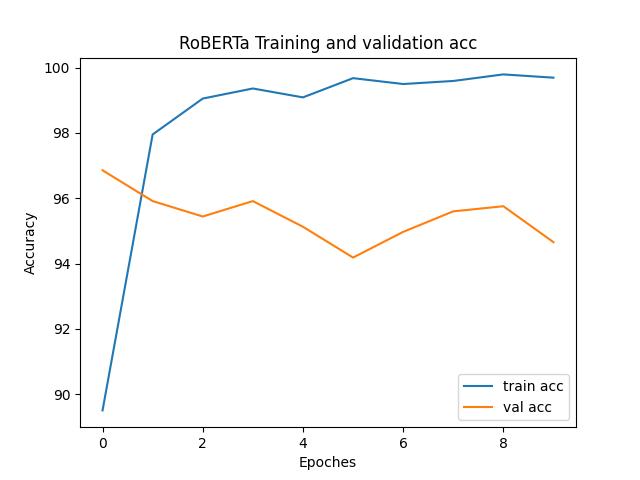 RoBERTa Training and validation acc
100
98
96
94
92
90
Accuracy
0
2
4
6
8
Epoches
train acc
val acc